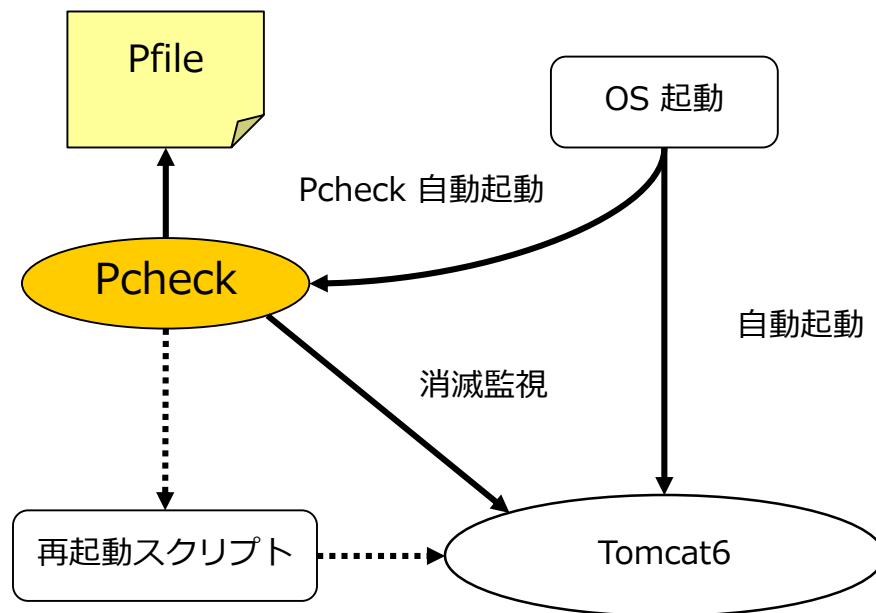 Pfile
OS 起動
Pcheck 自動起動
Pcheck
自動起動
消滅監視
再起動スクリプト
Tomcat6